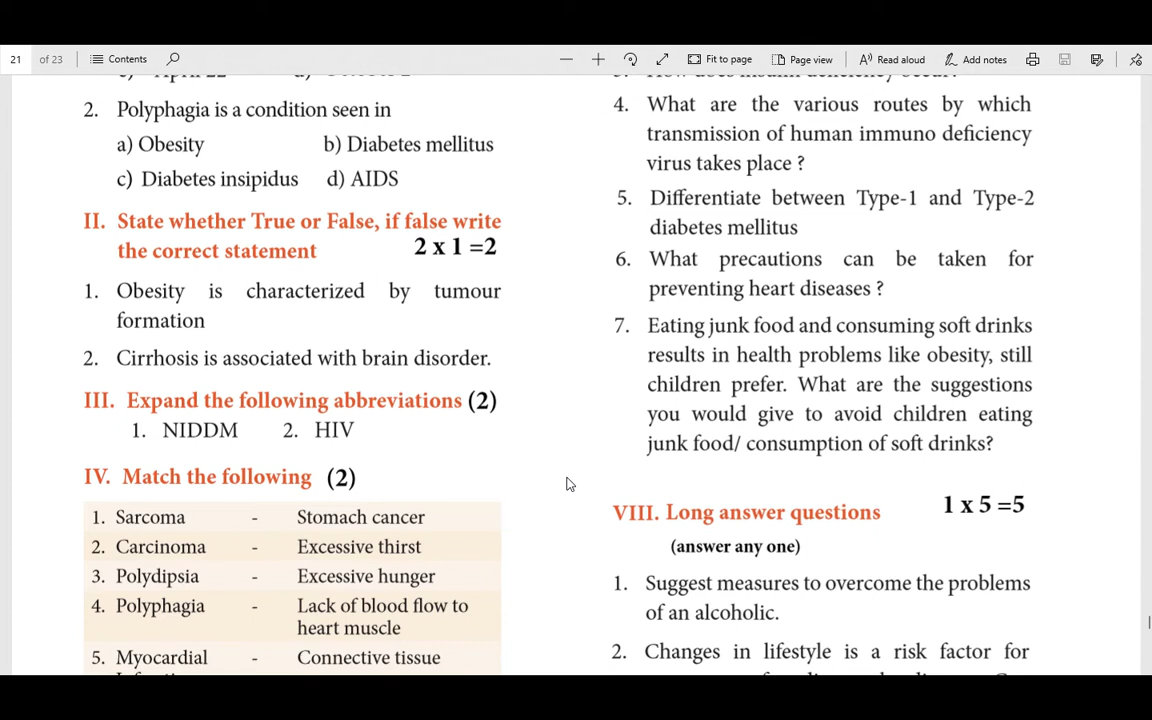 21 of 23 Contents Fit to page Page view Read aloud Add notes
2. Polyphagia is a condition seen in
a) Obesity b) Diabetes mellitus
c) Diabetes insipidus d) AIDS
II. State whether True or False, if false write
the correct statement 2 x 1 =2
1. Obesity is characterized by tumour
formation
2. Cirrhosis is associated with brain disorder.
III. Expand the following abbreviations (2)
1. NIDDM 2. HIV
IV. Match the following (2)
1. Sarcoma - Stomach cancer
2. Carcinoma - Excessive thirst
3. Polydipsia - Excessive hunger
4. Polyphagia - Lack of blood flow to
heart muscle
5. Myocardial - Connective tissue
3. How does insulin deficiency occur?
4. What are the various routes by which
transmission of human immuno deficiency
virus takes place ?
5. Differentiate between Type-1 and Type-2
diabetes mellitus
6. What precautions can be taken for
preventing heart diseases ?
7. Eating junk food and consuming soft drinks
results in health problems like obesity, still
children prefer. What are the suggestions
you would give to avoid children eating
junk food/ consumption of soft drinks?
VIII. Long answer questions 1 x 5 =5
(answer any one)
1. Suggest measures to overcome the problems
of an alcoholic.
2. Changes in lifestyle is a risk factor for